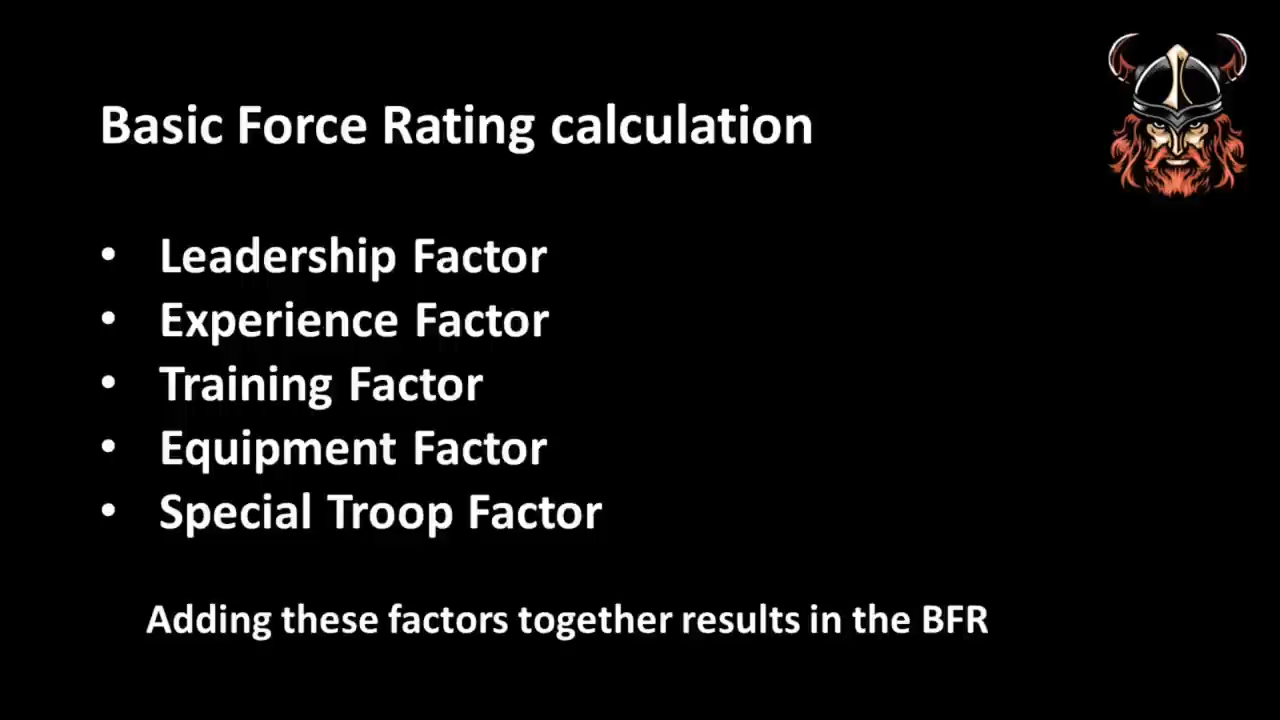 Basic Force Rating calculation
• Leadership Factor
• Experience Factor
• Training Factor
• Equipment Factor
• Special Troop Factor
Adding these factors together results in the BFR